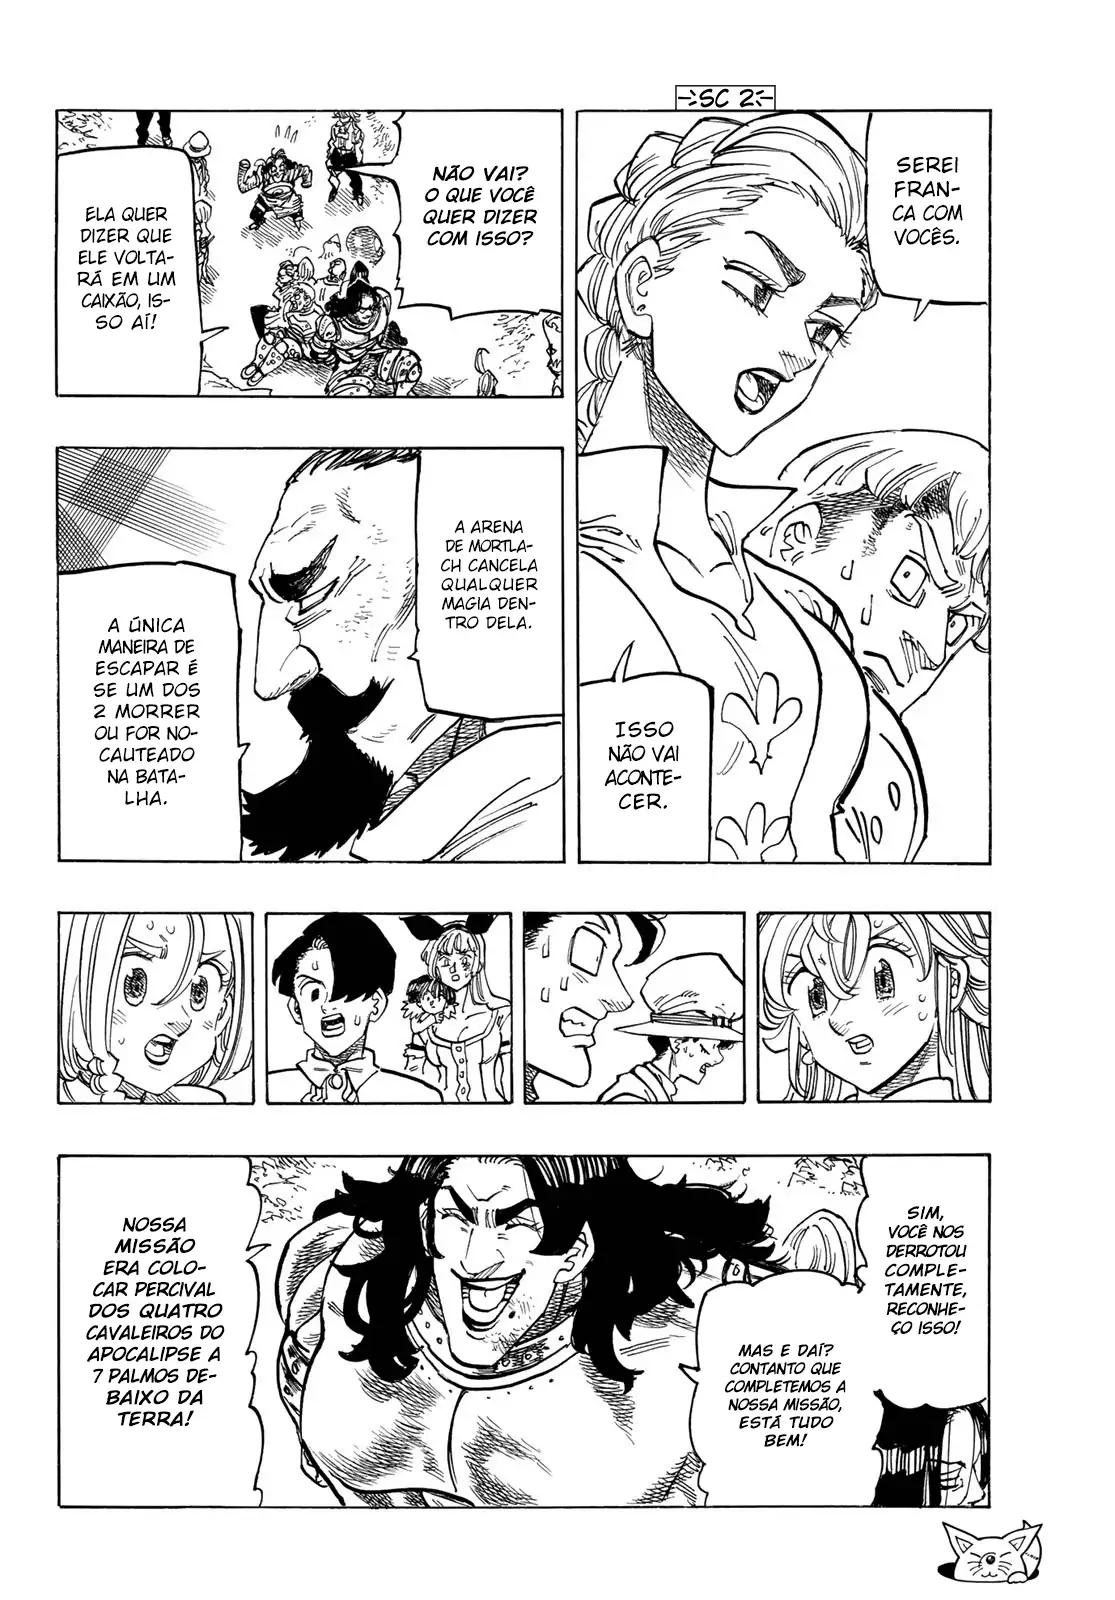 SC 2
SEREI
FRAN-
CA COM
VOCÊS.
ISSO
NÃO VAI
ACONTE-
CER.
NÃO VAI?
O QUE VOCÊ
QUER DIZER
COM ISSO?
ELA QUER
DIZER QUE
ELE VOLTA-
RÁ EM UM
CAIXÃO, IS-
SO AÍ!
A ARENA
DE MORTLA-
CH CANCELA
QUALQUER
MAGIA DEN-
TRO DELA.
A ÚNICA
MANEIRA DE
ESCAPAR É
SE UM DOS
2 MORRER
OU FOR NO-
CAUTEADO
NA BATA-
LHA.
SIM,
VOCÊ NOS
DERROTOU
COMPLE-
TAMENTE,
RECONHE-
ÇO ISSO!
MAS E DAÍ?
CONTANTO QUE
COMPLETEMOS A
NOSSA MISSÃO,
ESTÁ TUDO
BEM!
NOSSA
MISSÃO
ERA COLO-
CAR PERCIVAL
DOS QUATRO
CAVALEIROS DO
APOCALIPSE A
7 PALMOS DE-
BAIXO DA
TERRA!